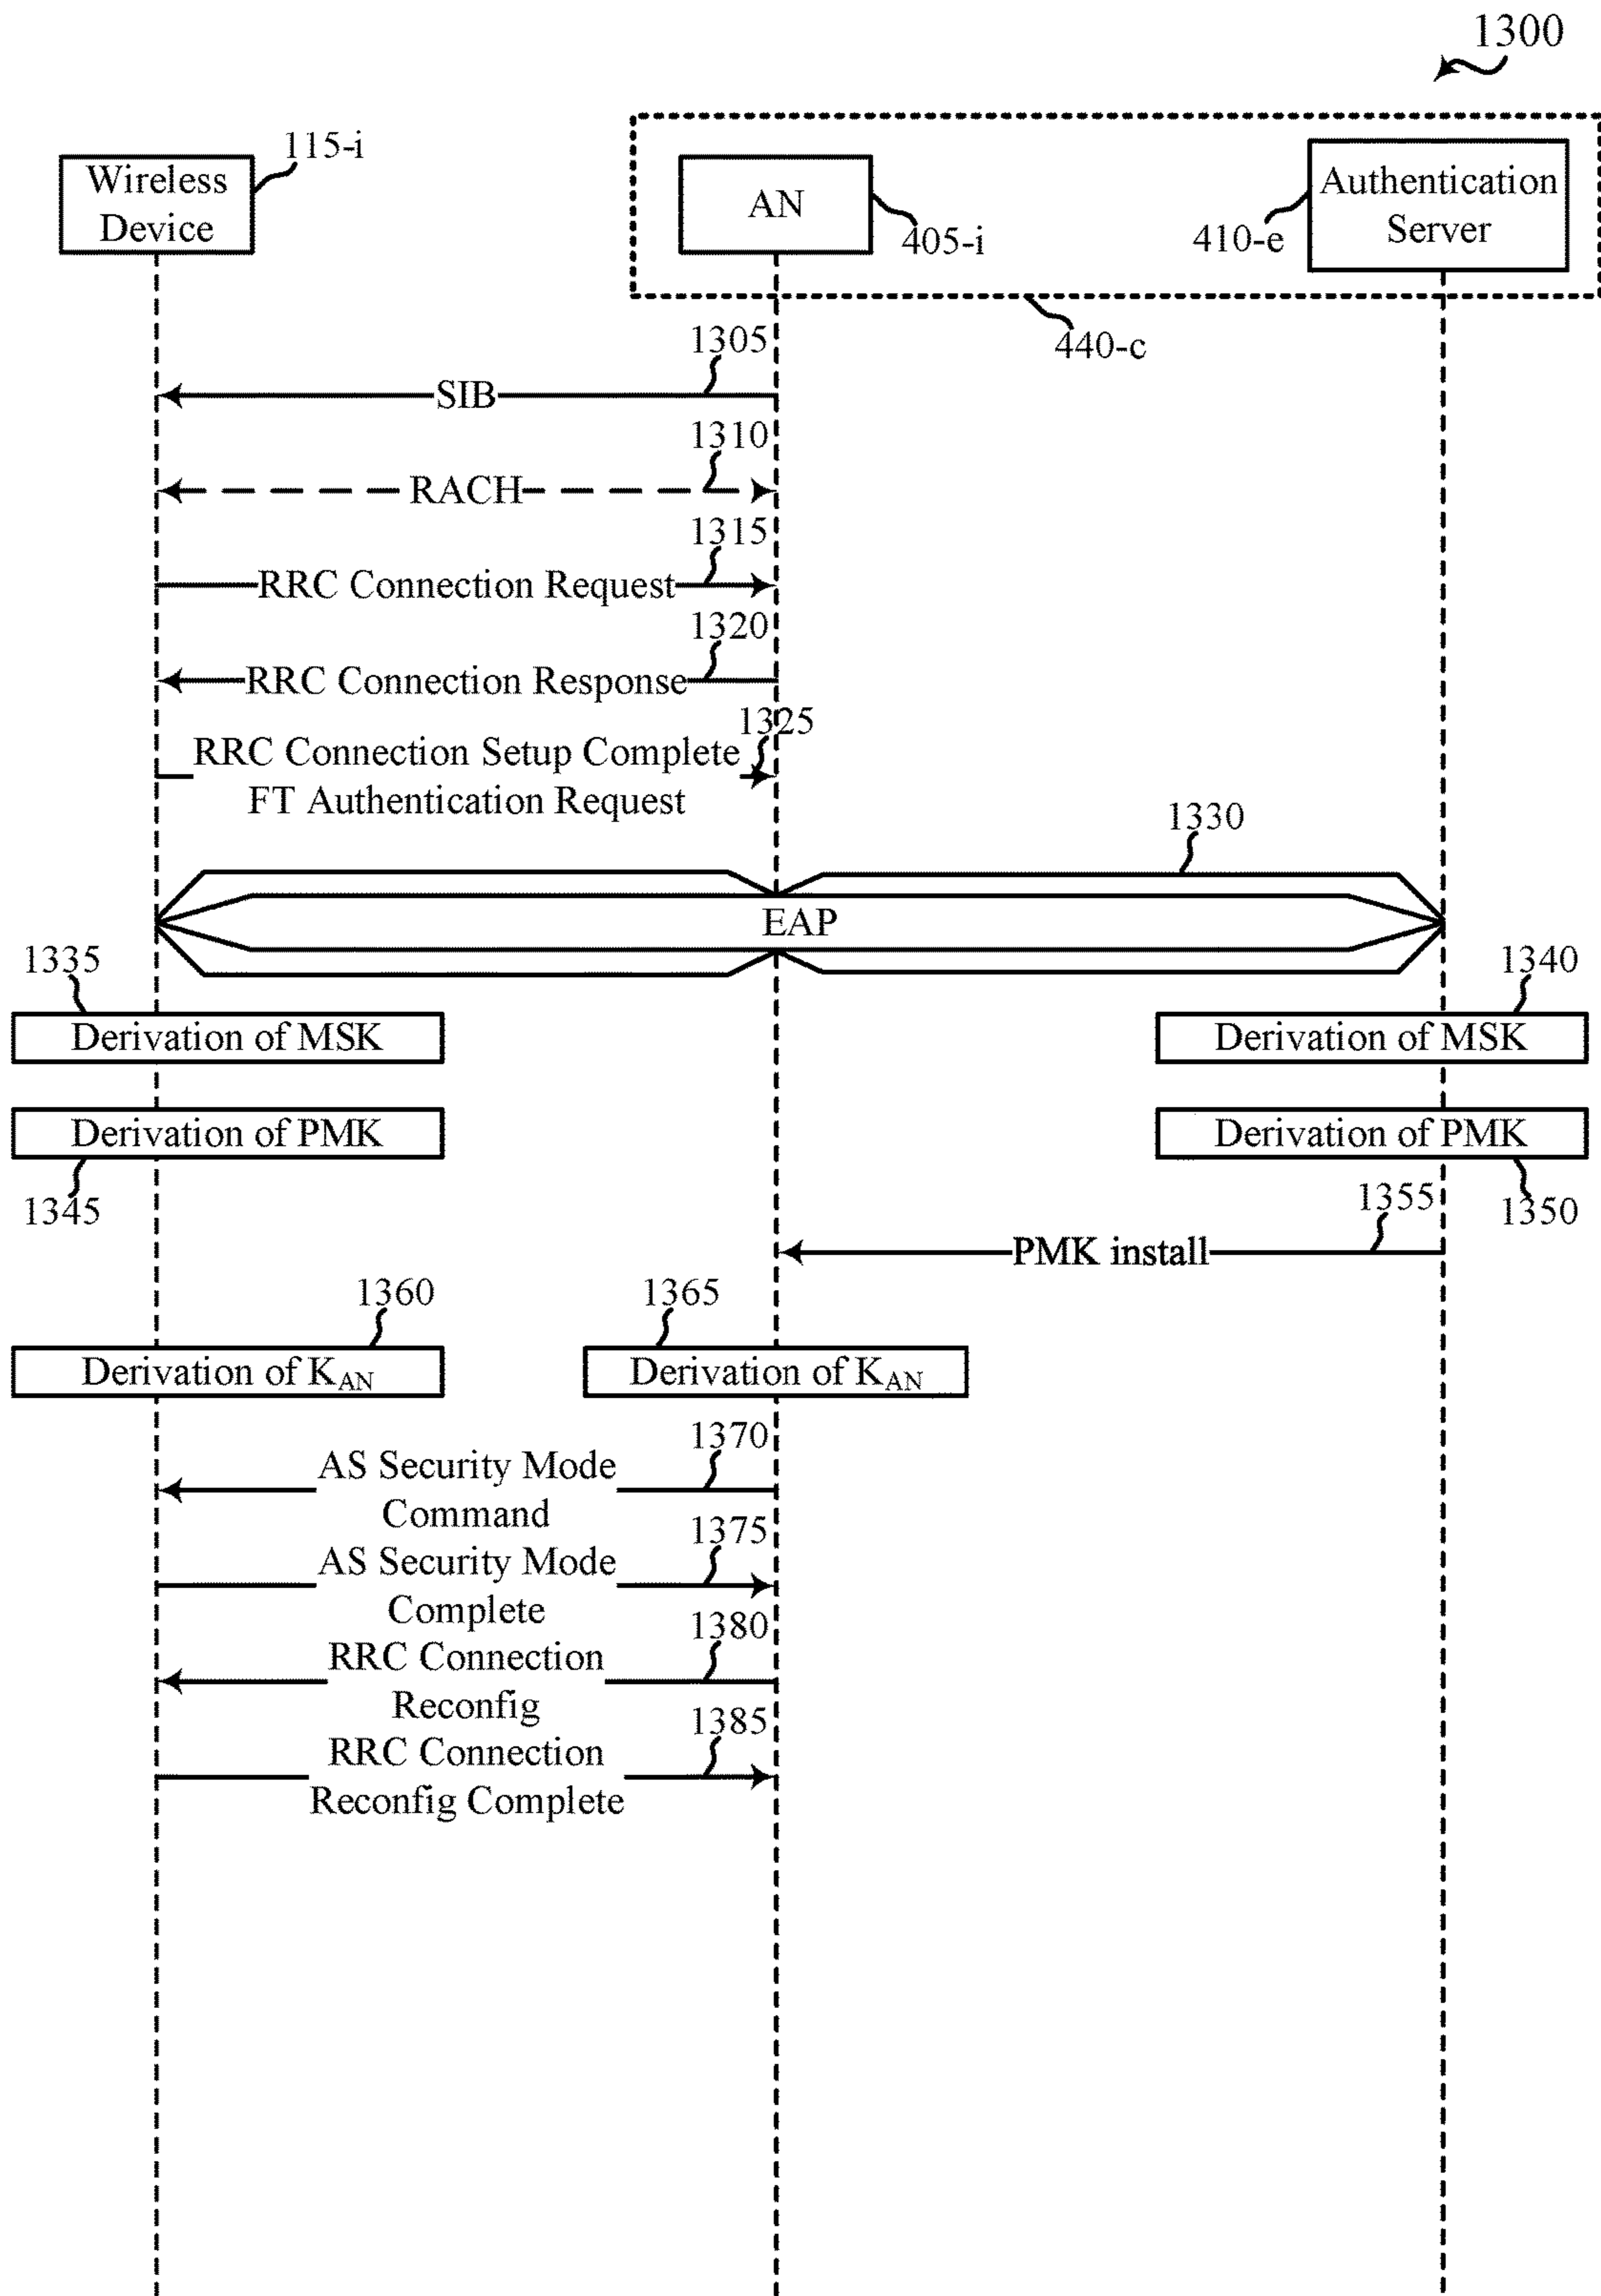 1300
115-i
Wireless
Device
AN
405-i
410-e
Authentication
Server
440-c
1305
SIB
1310
RACH
1315
RRC Connection Request
1320
RRC Connection Response
1325
RRC Connection Setup Complete
FT Authentication Request
1330
EAP
1335
1340
Derivation of MSK
Derivation of MSK
Derivation of PMK
Derivation of PMK
1345
1350
1355
PMK install
1360
1365
Derivation of KAN
Derivation of KAN
1370
AS Security Mode
Command
1375
AS Security Mode
Complete
1380
RRC Connection
Reconfig
1385
RRC Connection
Reconfig Complete